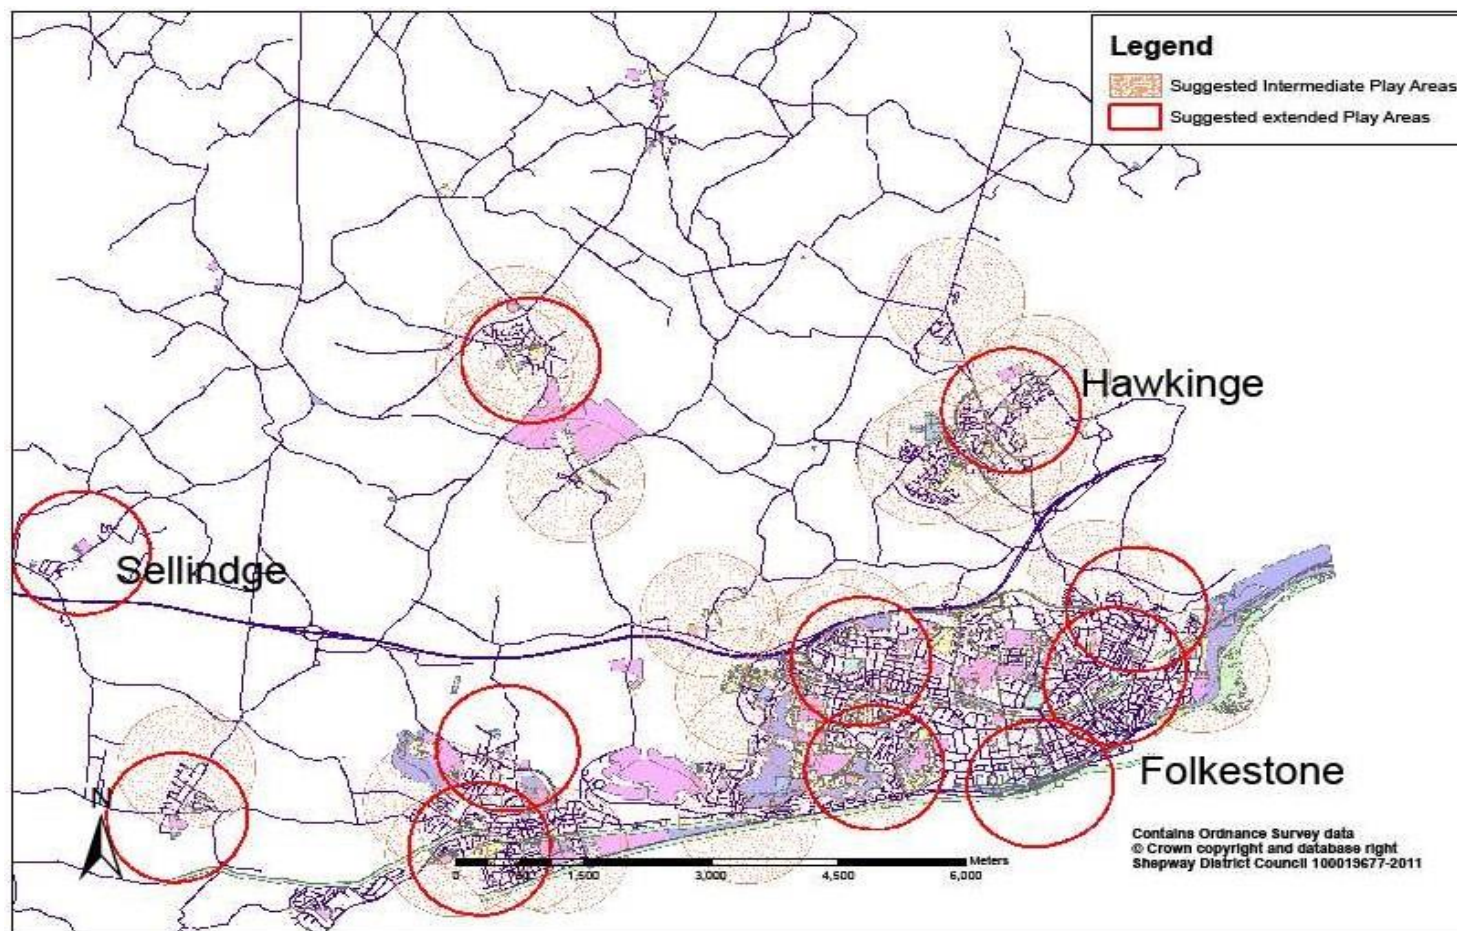 Legend
Suggested Intermediate Play Areas
Suggested extended Play Areas
Hawkinge
Sellindge
Folkestone
N
Contains Ordnance Survey data
© Crown copyright and database right
Shepway District Council 100019677-2011
Meters
0 1,500 3,000 4,500 6,000